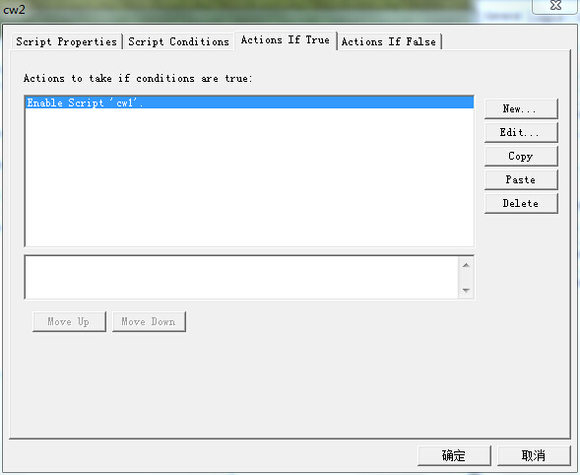 cw2
Script Properties
Script Conditions
Actions If True
Actions If False
Actions to take if conditions are true:
Enable Script 'cw1'.
New...
Edit...
Copy
Paste
Delete
Move Up
Move Down
确定
取消